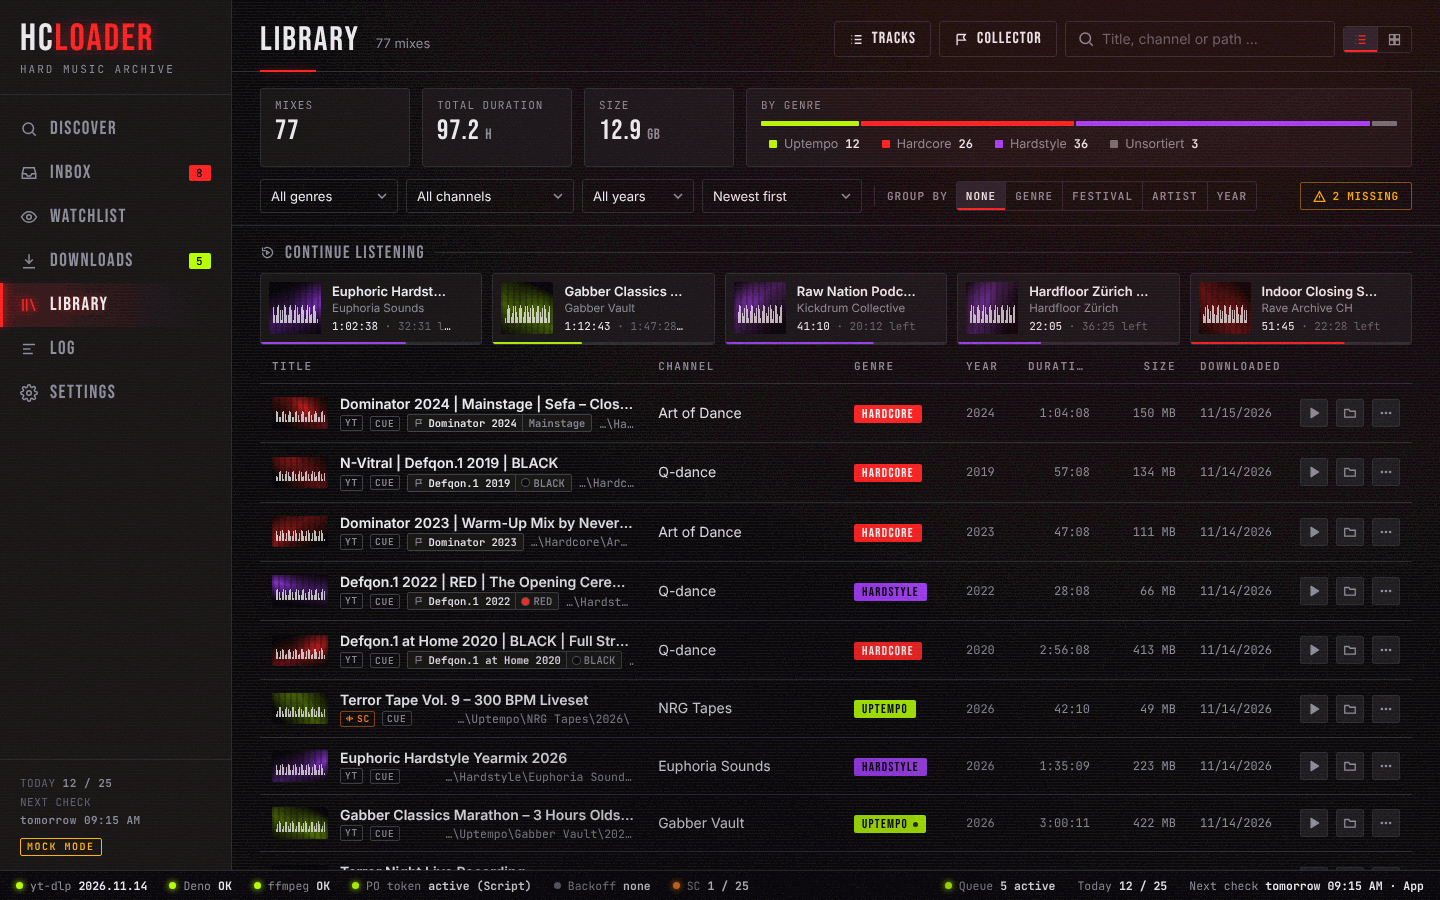 HCLOADER
HARD MUSIC ARCHIVE
DISCOVER
INBOX 8
WATCHLIST
DOWNLOADS 5
LIBRARY
LOG
SETTINGS
TODAY 12 / 25
NEXT CHECK
tomorrow 09:15 AM
MOCK MODE
LIBRARY 77 mixes
TRACKS
COLLECTOR
Title, channel or path ...
MIXES
77
TOTAL DURATION
97.2 H
SIZE
12.9 GB
BY GENRE
Uptempo 12 Hardcore 26 Hardstyle 36 Unsortiert 3
All genres All channels All years Newest first GROUP BY NONE GENRE FESTIVAL ARTIST YEAR 2 MISSING
CONTINUE LISTENING
Euphoric Hardst...
Euphoria Sounds
1:02:38 · 32:31 l...
Gabber Classics ...
Gabber Vault
1:12:43 · 1:47:28...
Raw Nation Podc...
Kickdrum Collective
41:10 · 20:12 left
Hardfloor Zürich ...
Hardfloor Zürich
22:05 · 36:25 left
Indoor Closing S...
Rave Archive CH
51:45 · 22:28 left
TITLE CHANNEL GENRE YEAR DURATI... SIZE DOWNLOADED
Dominator 2024 | Mainstage | Sefa – Clos... Art of Dance HARDCORE 2024 1:04:08 150 MB 11/15/2026
YT CUE Dominator 2024 Mainstage ...\Ha...
N-Vitral | Defqon.1 2019 | BLACK Q-dance HARDCORE 2019 57:08 134 MB 11/14/2026
YT CUE Defqon.1 2019 BLACK ...\Hardc...
Dominator 2023 | Warm-Up Mix by Never... Art of Dance HARDCORE 2023 47:08 111 MB 11/14/2026
YT CUE Dominator 2023 ...\Hardcore\Ar...
Defqon.1 2022 | RED | The Opening Cere... Q-dance HARDSTYLE 2022 28:08 66 MB 11/14/2026
YT CUE Defqon.1 2022 RED ...\Hardst...
Defqon.1 at Home 2020 | BLACK | Full Str... Q-dance HARDCORE 2020 2:56:08 413 MB 11/14/2026
YT CUE Defqon.1 at Home 2020 BLACK ..
Terror Tape Vol. 9 – 300 BPM Liveset NRG Tapes UPTEMPO 2026 42:10 49 MB 11/14/2026
SC CUE ...\Uptempo\NRG Tapes\2026\
Euphoric Hardstyle Yearmix 2026 Euphoria Sounds HARDSTYLE 2026 1:35:09 223 MB 11/14/2026
YT CUE ...\Hardstyle\Euphoria Sound...
Gabber Classics Marathon – 3 Hours Olds... Gabber Vault UPTEMPO 2026 3:00:11 422 MB 11/14/2026
YT CUE ...\Uptempo\Gabber Vault\202...
yt-dlp 2026.11.14 Deno OK ffmpeg OK PO token active (Script) Backoff none SC 1 / 25 Queue 5 active Today 12 / 25 Next check tomorrow 09:15 AM · App